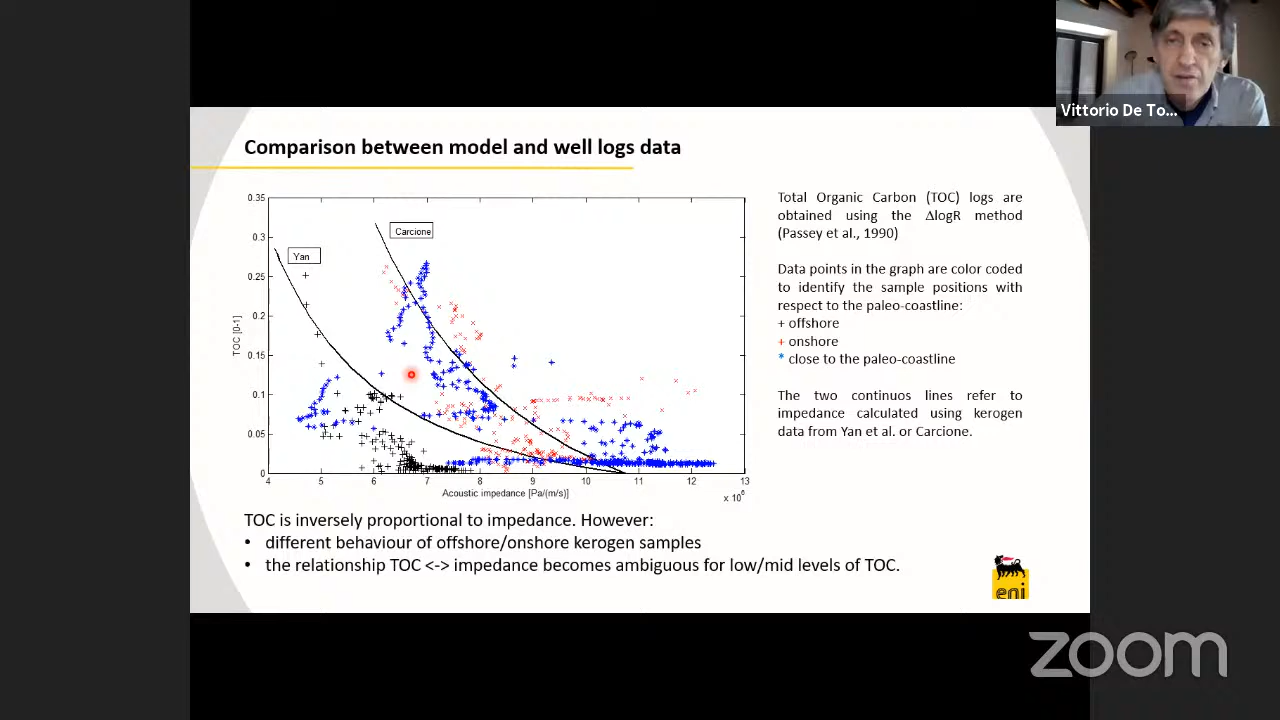 Vittorio De To...
Comparison between model and well logs data
0.35
0.3
0.25
0.2
0.15
0.1
0.05
0
TOC [0-1]
Yan
Carcione
4 5 6 7 8 9 10 11 12 13
Acoustic impedance [Pa/(m/s)]
x 10⁶
Total Organic Carbon (TOC) logs are
obtained using the ΔlogR method
(Passey et al., 1990)
Data points in the graph are color coded
to identify the sample positions with
respect to the paleo-coastline:
+ offshore
+ onshore
* close to the paleo-coastline
The two continuos lines refer to
impedance calculated using kerogen
data from Yan et al. or Carcione.
TOC is inversely proportional to impedance. However:
• different behaviour of offshore/onshore kerogen samples
• the relationship TOC <-> impedance becomes ambiguous for low/mid levels of TOC.
eni
zoom